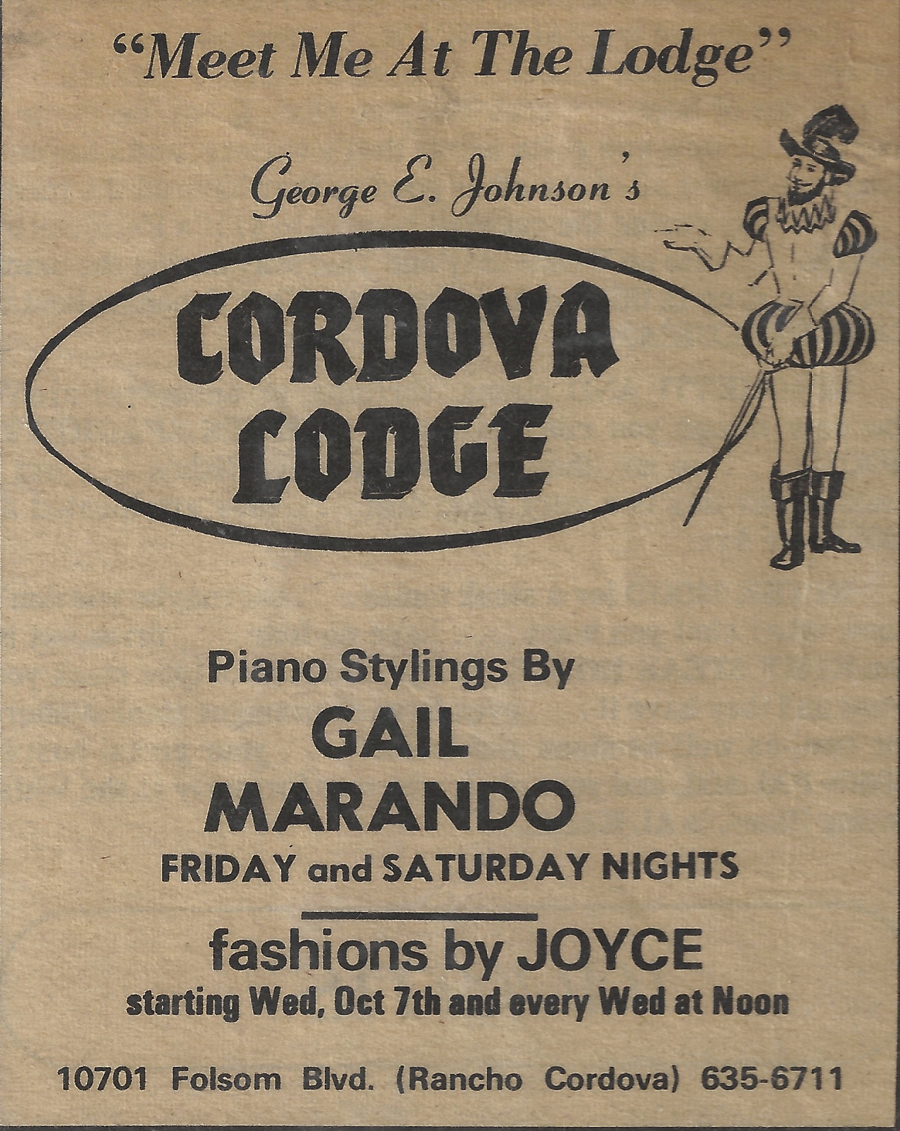 “Meet Me At The Lodge”
George E. Johnson's
CORDOVA
LODGE
Piano Stylings By
GAIL
MARANDO
FRIDAY and SATURDAY NIGHTS
fashions by JOYCE
starting Wed, Oct 7th and every Wed at Noon
10701 Folsom Blvd. (Rancho Cordova) 635-6711